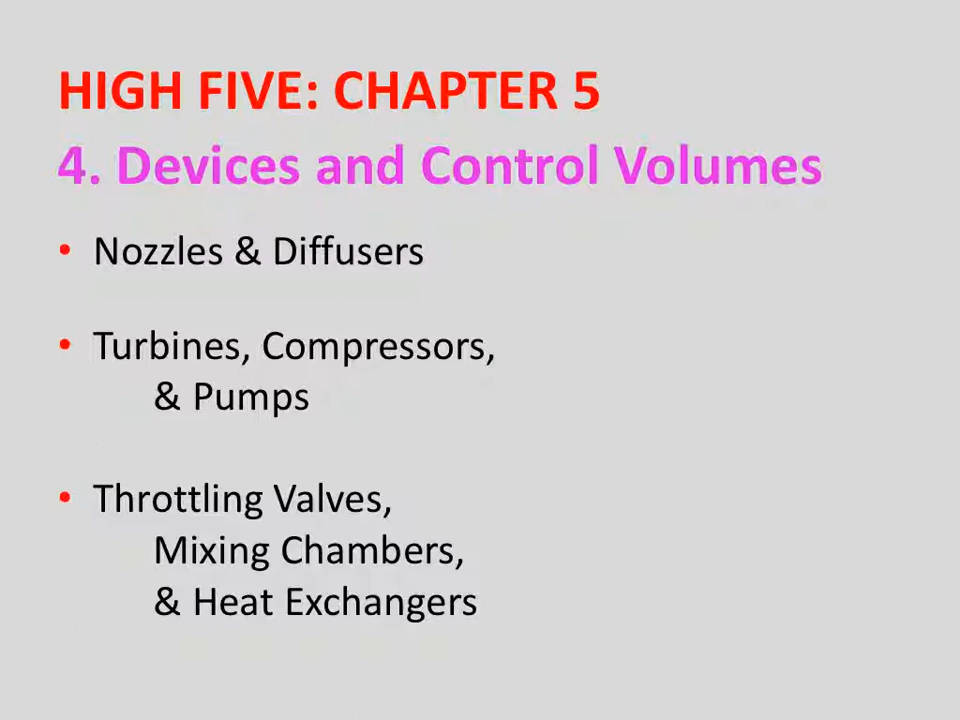 HIGH FIVE: CHAPTER 5
4. Devices and Control Volumes
• Nozzles & Diffusers
• Turbines, Compressors,
& Pumps
• Throttling Valves,
Mixing Chambers,
& Heat Exchangers